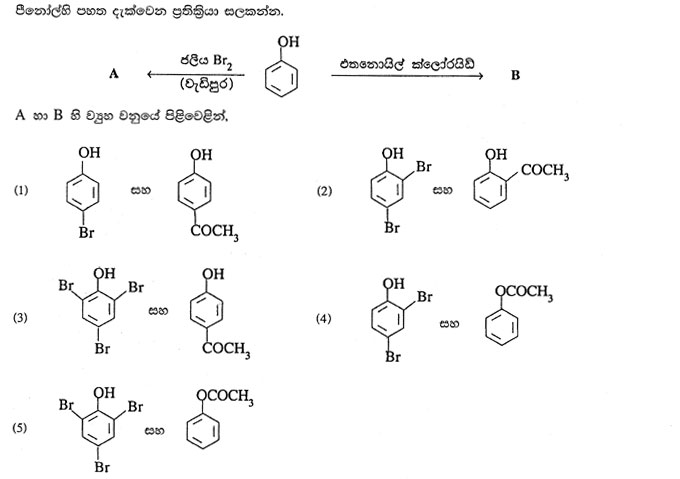 පීනෝල්හි පහත දැක්වෙන ප්‍රතික්‍රියා සලකන්න.
OH
A ජලීය Br2 (වැඩිපුර) එතනොයිල් ක්ලෝරයිඩ් B
A හා B හි ව්‍යුහ වනුයේ පිළිවෙළින්,
(1) OH Br සහ OH COCH3
(2) OH Br Br සහ OH COCH3
(3) Br OH Br Br සහ OH COCH3
(4) OH Br Br සහ OCOCH3
(5) Br OH Br Br සහ OCOCH3